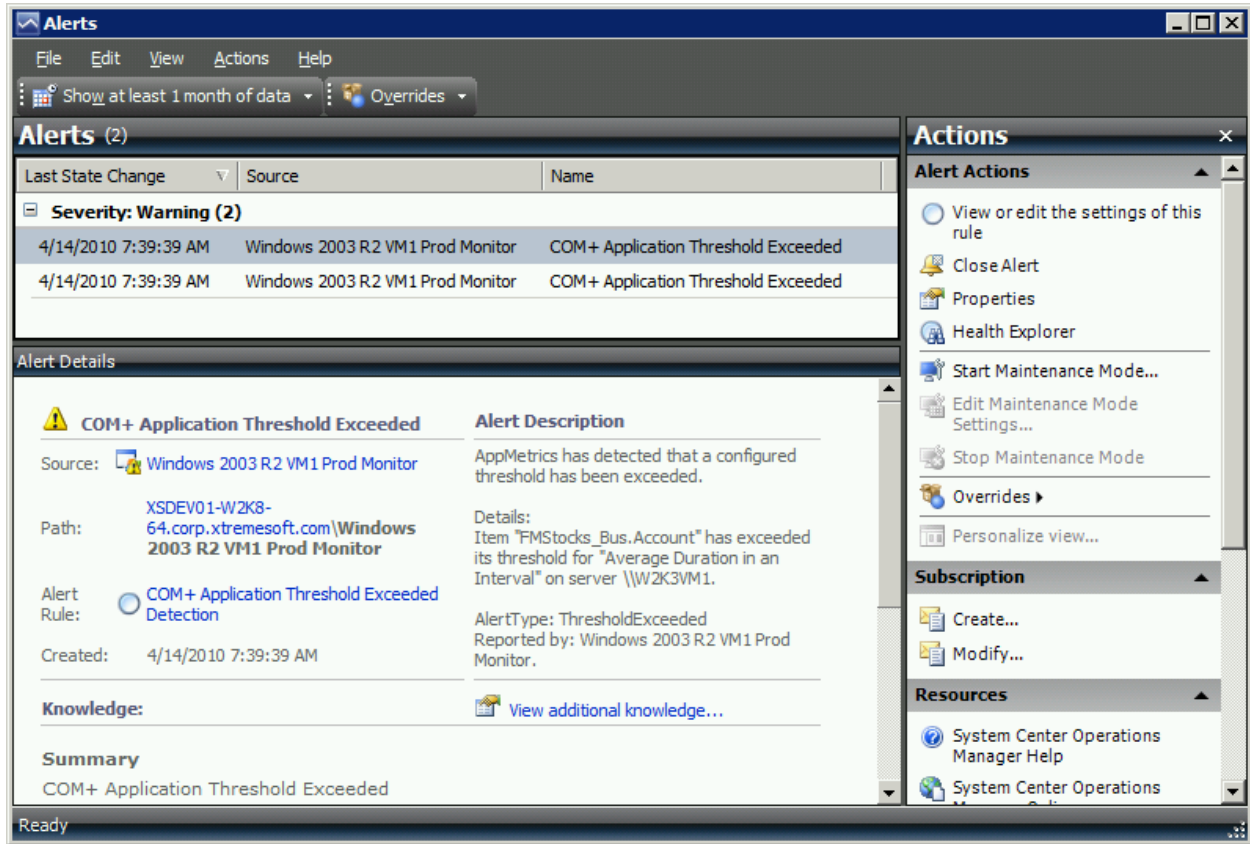 Alerts
File Edit View Actions Help
Show at least 1 month of data Overrides
Alerts (2)
Last State Change Source Name
Severity: Warning (2)
4/14/2010 7:39:39 AM Windows 2003 R2 VM1 Prod Monitor COM+ Application Threshold Exceeded
4/14/2010 7:39:39 AM Windows 2003 R2 VM1 Prod Monitor COM+ Application Threshold Exceeded
Alert Details
COM+ Application Threshold Exceeded
Source: Windows 2003 R2 VM1 Prod Monitor
Path: XSDEV01-W2K8-
64.corp.xtremesoft.com\Windows
2003 R2 VM1 Prod Monitor
Alert
Rule:
COM+ Application Threshold Exceeded
Detection
Created: 4/14/2010 7:39:39 AM
Knowledge:
Summary
COM+ Application Threshold Exceeded
Alert Description
AppMetrics has detected that a configured
threshold has been exceeded.
Details:
Item "FMStocks_Bus.Account" has exceeded
its threshold for "Average Duration in an
Interval" on server \\W2K3VM1.
AlertType: ThresholdExceeded
Reported by: Windows 2003 R2 VM1 Prod
Monitor.
View additional knowledge...
Actions
Alert Actions
View or edit the settings of this
rule
Close Alert
Properties
Health Explorer
Start Maintenance Mode...
Edit Maintenance Mode
Settings...
Stop Maintenance Mode
Overrides
Personalize view...
Subscription
Create...
Modify...
Resources
System Center Operations
Manager Help
System Center Operations
Ready